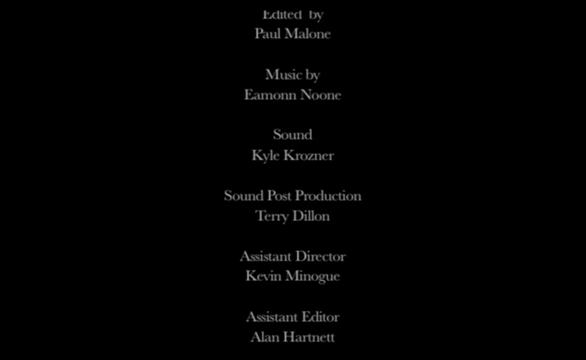 Edited by
Paul Malone
Music by
Eamonn Noone
Sound
Kyle Krozner
Sound Post Production
Terry Dillon
Assistant Director
Kevin Minogue
Assistant Editor
Alan Hartnett